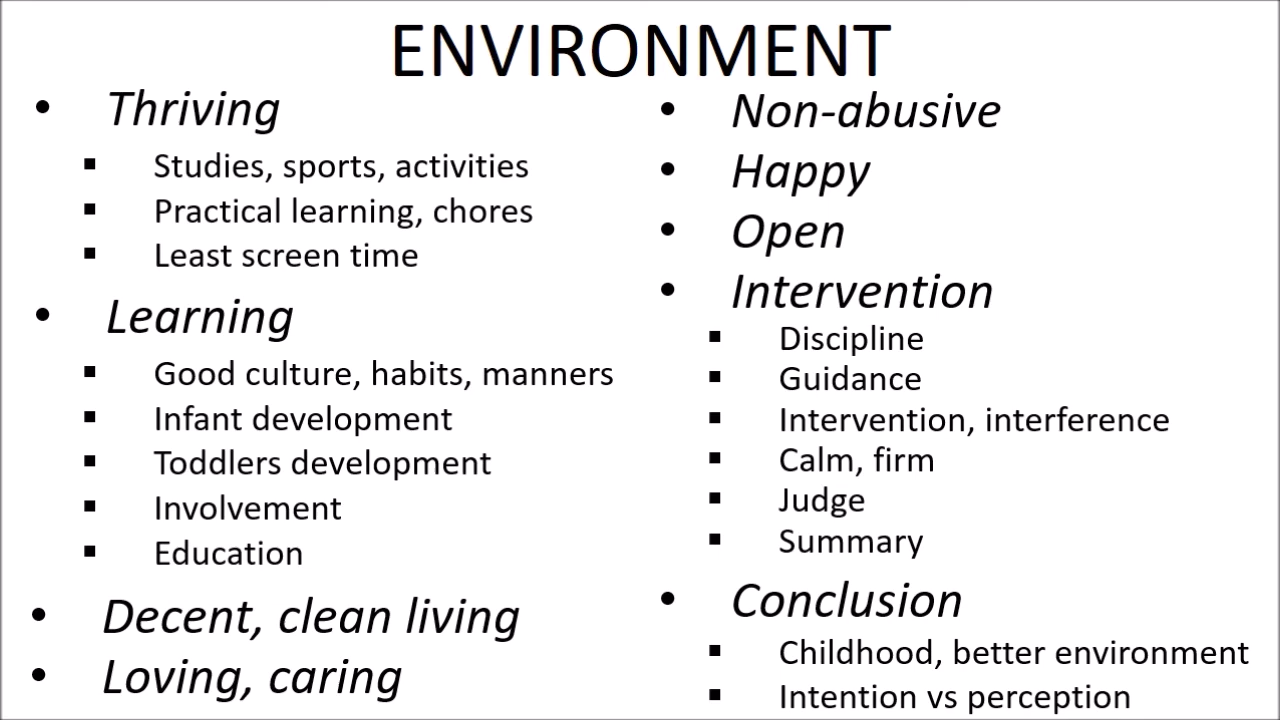 ENVIRONMENT
• Thriving
▪ Studies, sports, activities
▪ Practical learning, chores
▪ Least screen time
• Learning
▪ Good culture, habits, manners
▪ Infant development
▪ Toddlers development
▪ Involvement
▪ Education
• Decent, clean living
• Loving, caring
• Non-abusive
• Happy
• Open
• Intervention
▪ Discipline
▪ Guidance
▪ Intervention, interference
▪ Calm, firm
▪ Judge
▪ Summary
• Conclusion
▪ Childhood, better environment
▪ Intention vs perception